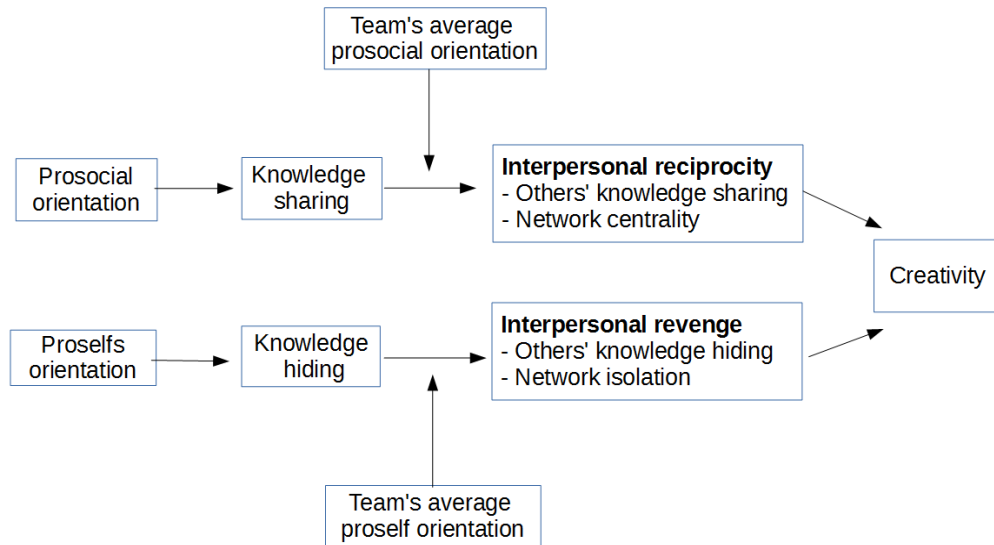 Team's average
prosocial orientation
Prosocial
orientation
Knowledge
sharing
Interpersonal reciprocity
- Others' knowledge sharing
- Network centrality
Creativity
Proselfs
orientation
Knowledge
hiding
Interpersonal revenge
- Others' knowledge hiding
- Network isolation
Team's average
proself orientation